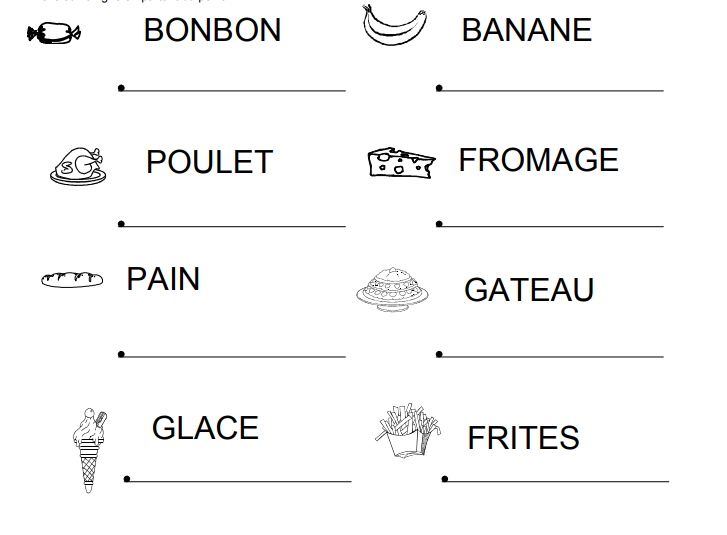 BONBON
BANANE
POULET
FROMAGE
PAIN
GATEAU
GLACE
FRITES